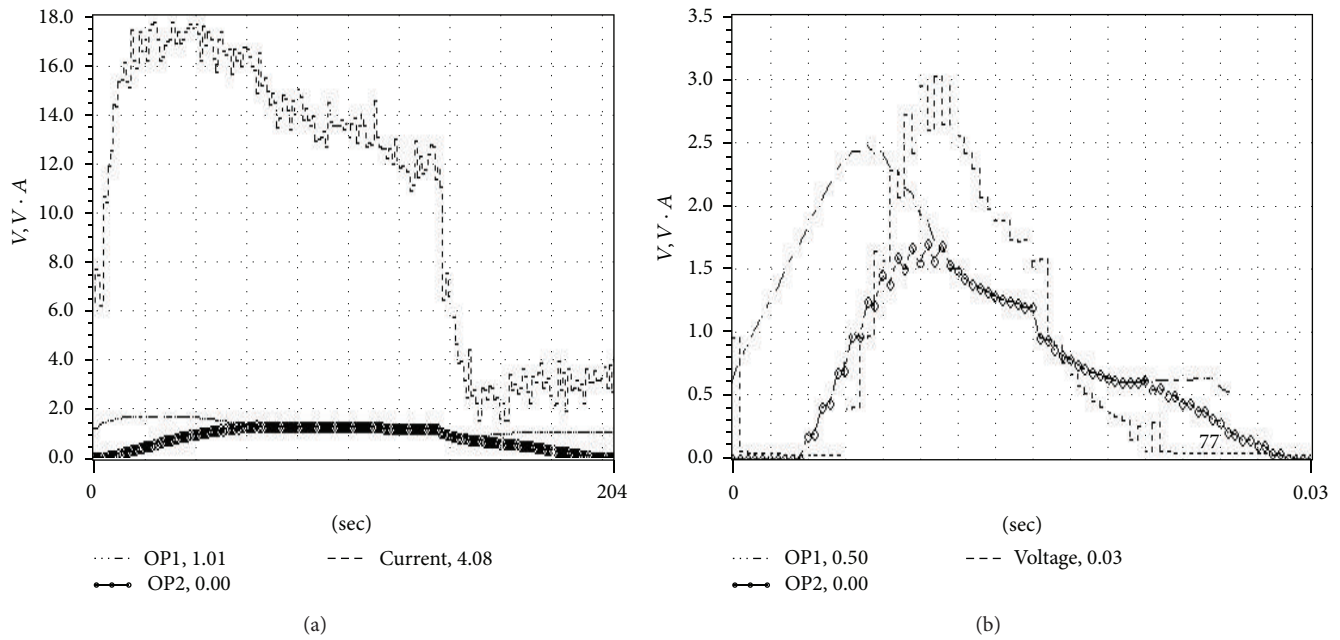 18.0
16.0
14.0
12.0
10.0
8.0
6.0
4.0
2.0
0.0
V, V · A
0
204
(sec)
OP1, 1.01
Current, 4.08
OP2, 0.00
(a)
3.5
3.0
2.5
2.0
1.5
1.0
0.5
0.0
V, V · A
77
0
0.03
(sec)
OP1, 0.50
Voltage, 0.03
OP2, 0.00
(b)